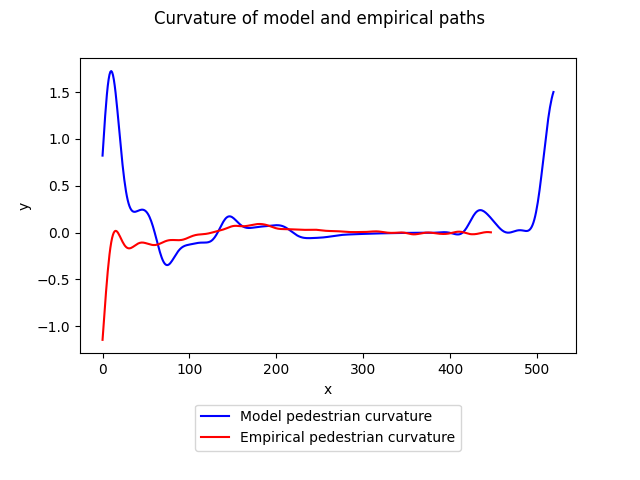 Curvature of model and empirical paths
1.5
1.0
0.5
0.0
−0.5
−1.0
y
0 100 200 300 400 500
x
Model pedestrian curvature
Empirical pedestrian curvature